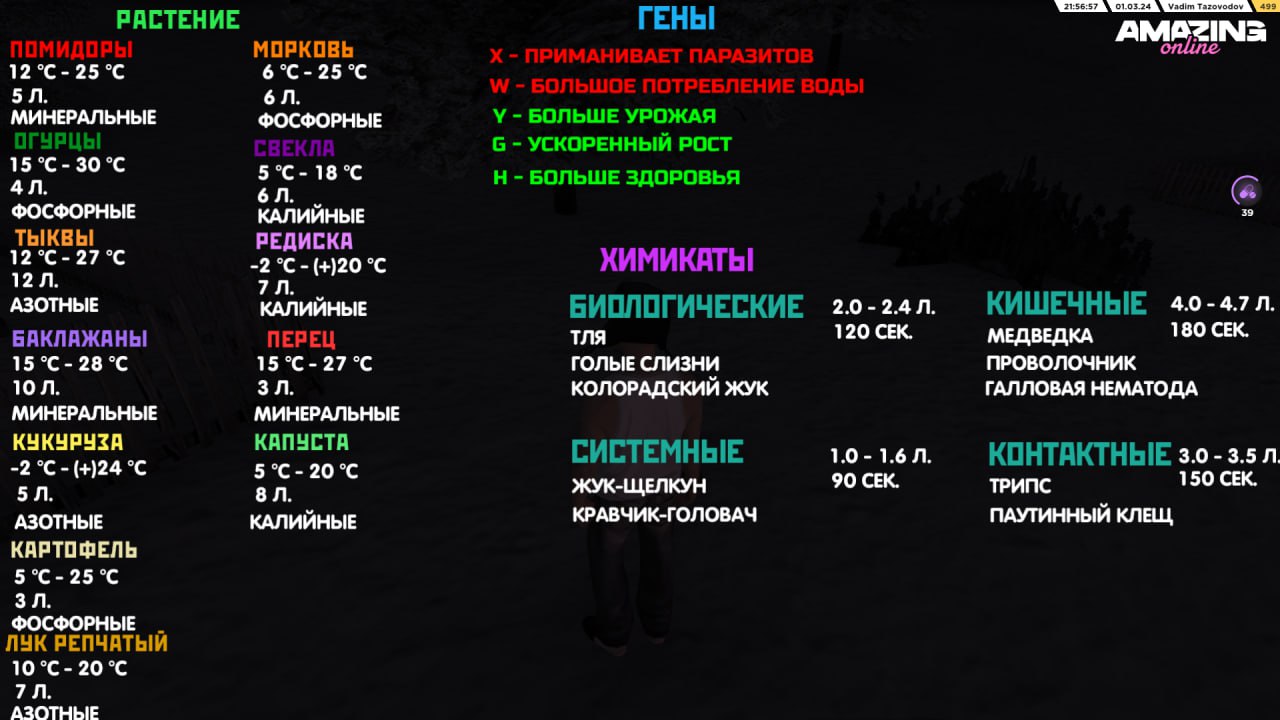 21:56:57
01.03.24
Vadim Tazovodov
499
AMAZING
online
39
РАСТЕНИЕ
ПОМИДОРЫ
12 °C - 25 °C
5 Л.
МИНЕРАЛЬНЫЕ
ОГУРЦЫ
15 °C - 30 °C
4 Л.
ФОСФОРНЫЕ
ТЫКВЫ
12 °C - 27 °C
12 Л.
АЗОТНЫЕ
БАКЛАЖАНЫ
15 °C - 28 °C
10 Л.
МИНЕРАЛЬНЫЕ
КУКУРУЗА
-2 °C - (+)24 °C
5 Л.
АЗОТНЫЕ
КАРТОФЕЛЬ
5 °C - 25 °C
3 Л.
ФОСФОРНЫЕ
ЛУК РЕПЧАТЫЙ
10 °C - 20 °C
7 Л.
АЗОТНЫЕ
МОРКОВЬ
6 °C - 25 °C
6 Л.
ФОСФОРНЫЕ
СВЕКЛА
5 °C - 18 °C
6 Л.
КАЛИЙНЫЕ
РЕДИСКА
-2 °C - (+)20 °C
7 Л.
КАЛИЙНЫЕ
ПЕРЕЦ
15 °C - 27 °C
3 Л.
МИНЕРАЛЬНЫЕ
КАПУСТА
5 °C - 20 °C
8 Л.
КАЛИЙНЫЕ
ГЕНЫ
X - ПРИМАНИВАЕТ ПАРАЗИТОВ
W - БОЛЬШОЕ ПОТРЕБЛЕНИЕ ВОДЫ
Y - БОЛЬШЕ УРОЖАЯ
G - УСКОРЕННЫЙ РОСТ
H - БОЛЬШЕ ЗДОРОВЬЯ
ХИМИКАТЫ
БИОЛОГИЧЕСКИЕ
2.0 - 2.4 Л.
120 СЕК.
ТЛЯ
ГОЛЫЕ СЛИЗНИ
КОЛОРАДСКИЙ ЖУК
КИШЕЧНЫЕ
4.0 - 4.7 Л.
180 СЕК.
МЕДВЕДКА
ПРОВОЛОЧНИК
ГАЛЛОВАЯ НЕМАТОДА
СИСТЕМНЫЕ
1.0 - 1.6 Л.
90 СЕК.
ЖУК-ЩЕЛКУН
КРАВЧИК-ГОЛОВАЧ
КОНТАКТНЫЕ
3.0 - 3.5 Л.
150 СЕК.
ТРИПС
ПАУТИННЫЙ КЛЕЩ